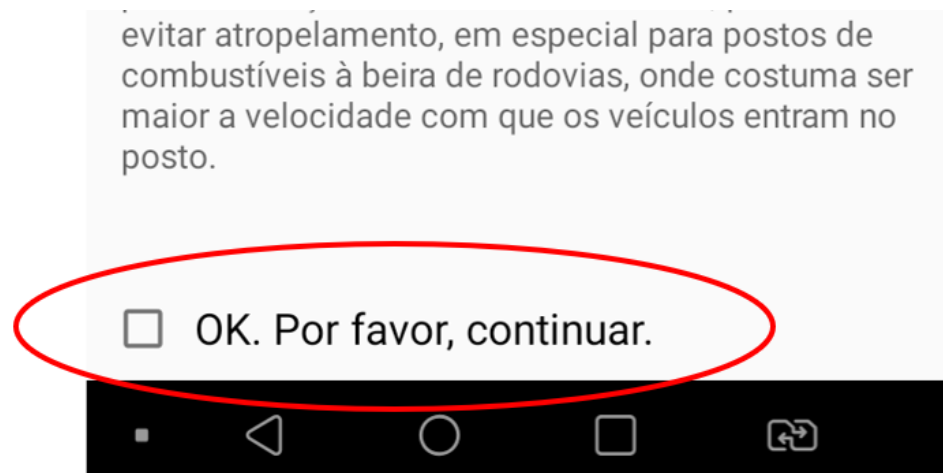 evitar atropelamento, em especial para postos de
combustíveis à beira de rodovias, onde costuma ser
maior a velocidade com que os veículos entram no
posto.
OK. Por favor, continuar.